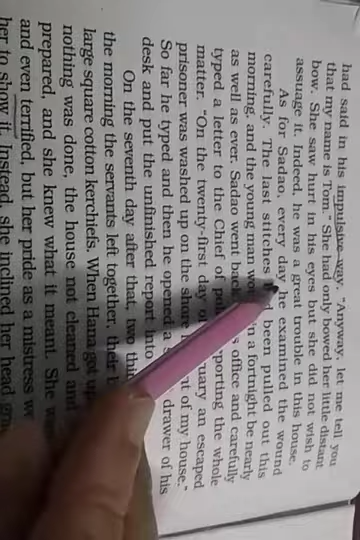 had said in his impulsive way. "Anyway, let me tell you
that my name is Tom." She had only bowed her little distant
bow. She saw hurt in his eyes but she did not wish to
assuage it. Indeed, he was a great trouble in this house.
As for Sadao, every day he examined the wound
carefully. The last stitches had been pulled out this
morning, and the young man in a fortnight be nearly
as well as ever. Sadao went back office and carefully
typed a letter to the Chief of reporting the whole
matter. "On the twenty-first day an escaped
prisoner was washed up on the shore of my house."
So far he typed and then he opened a drawer of his
desk and put the unfinished report into
On the seventh day after that, two
the morning the servants left together, their
large square cotton kerchiefs. When Hana got up
nothing was done, the house not cleaned and
prepared, and she knew what it meant. She
and even terrified, but her pride as a mistress
her to show it. Instead, she inclined her head